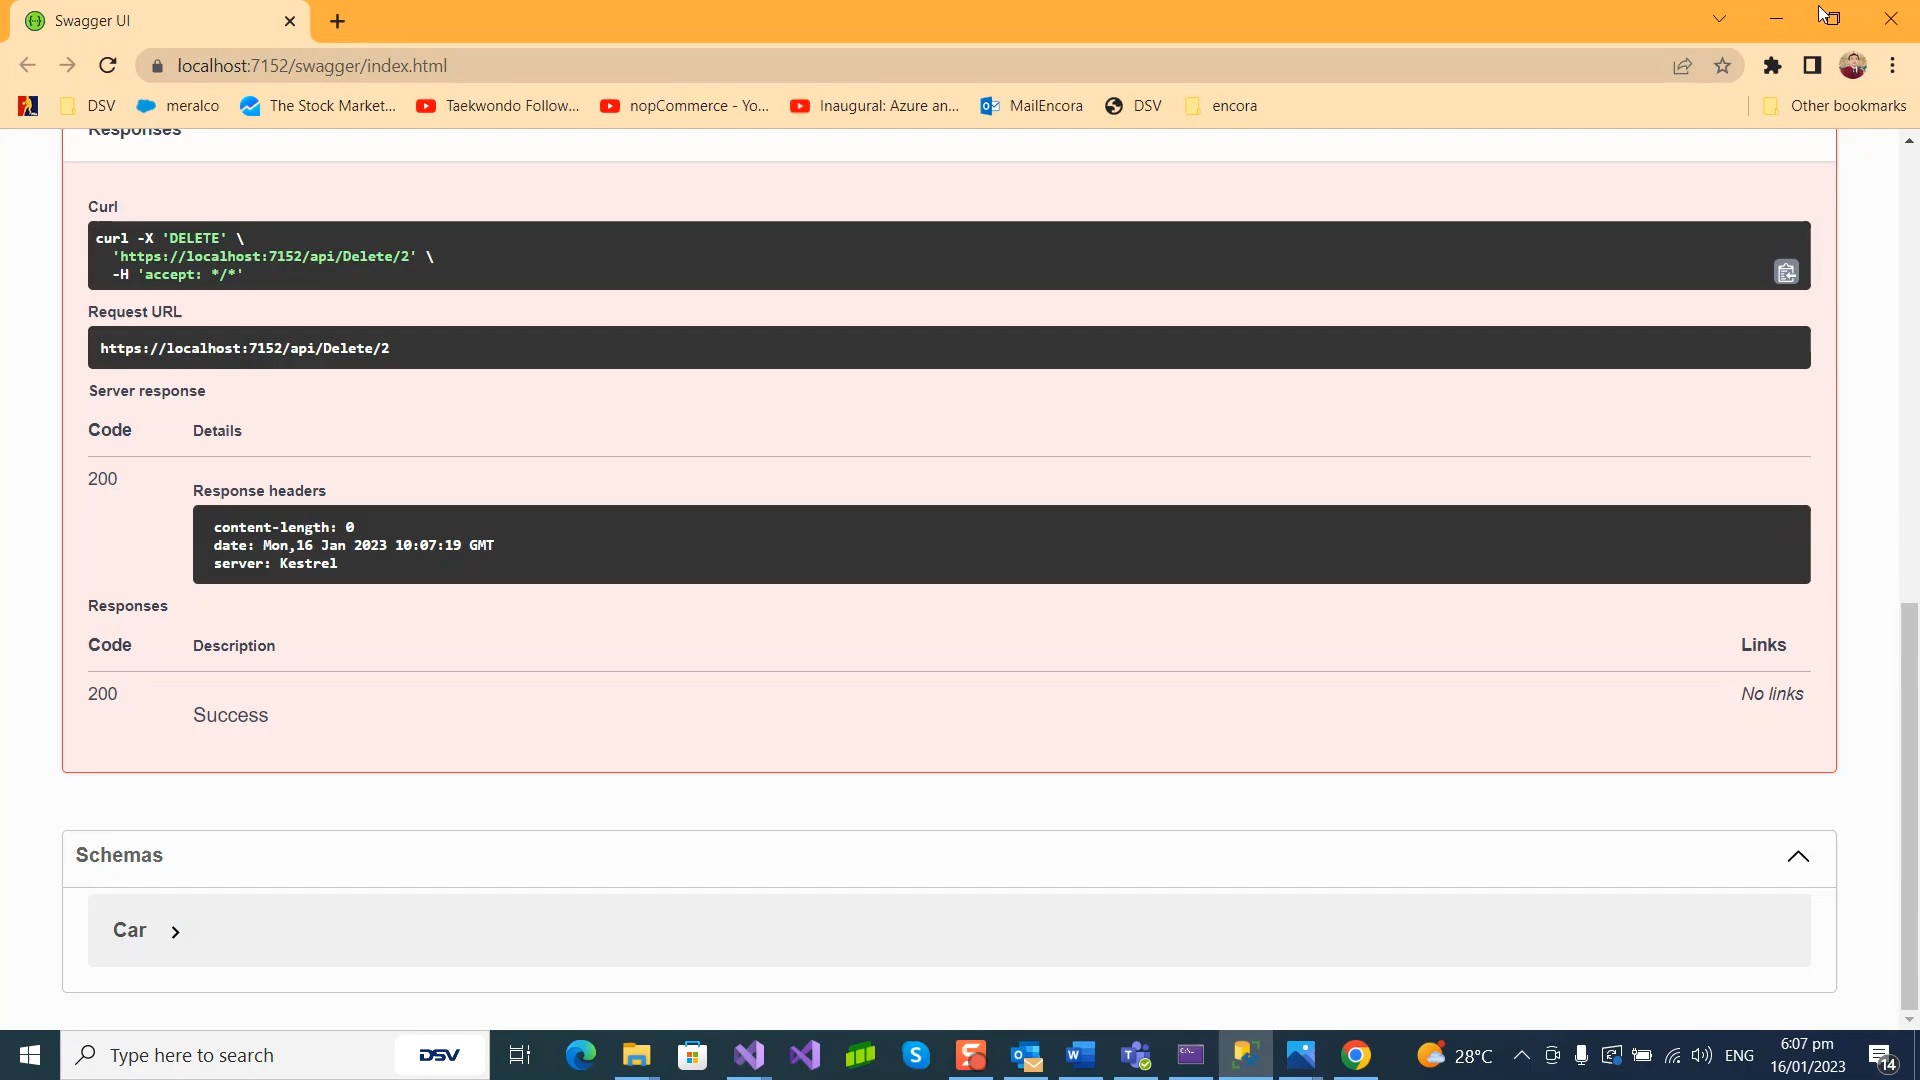 Swagger UI
localhost:7152/swagger/index.html
DSV
meralco
The Stock Market...
Taekwondo Follow...
nopCommerce - Yo...
Inaugural: Azure an...
MailEncora
DSV
encora
Other bookmarks
Responses
Curl
curl -X 'DELETE' \
'https://localhost:7152/api/Delete/2' \
-H 'accept: */*'
Request URL
https://localhost:7152/api/Delete/2
Server response
Code Details
200
Response headers
content-length: 0
date: Mon,16 Jan 2023 10:07:19 GMT
server: Kestrel
Responses
Code Description Links
200 No links
Success
Schemas
Car
Type here to search
DSV
28°C
ENG
6:07 pm
16/01/2023
14